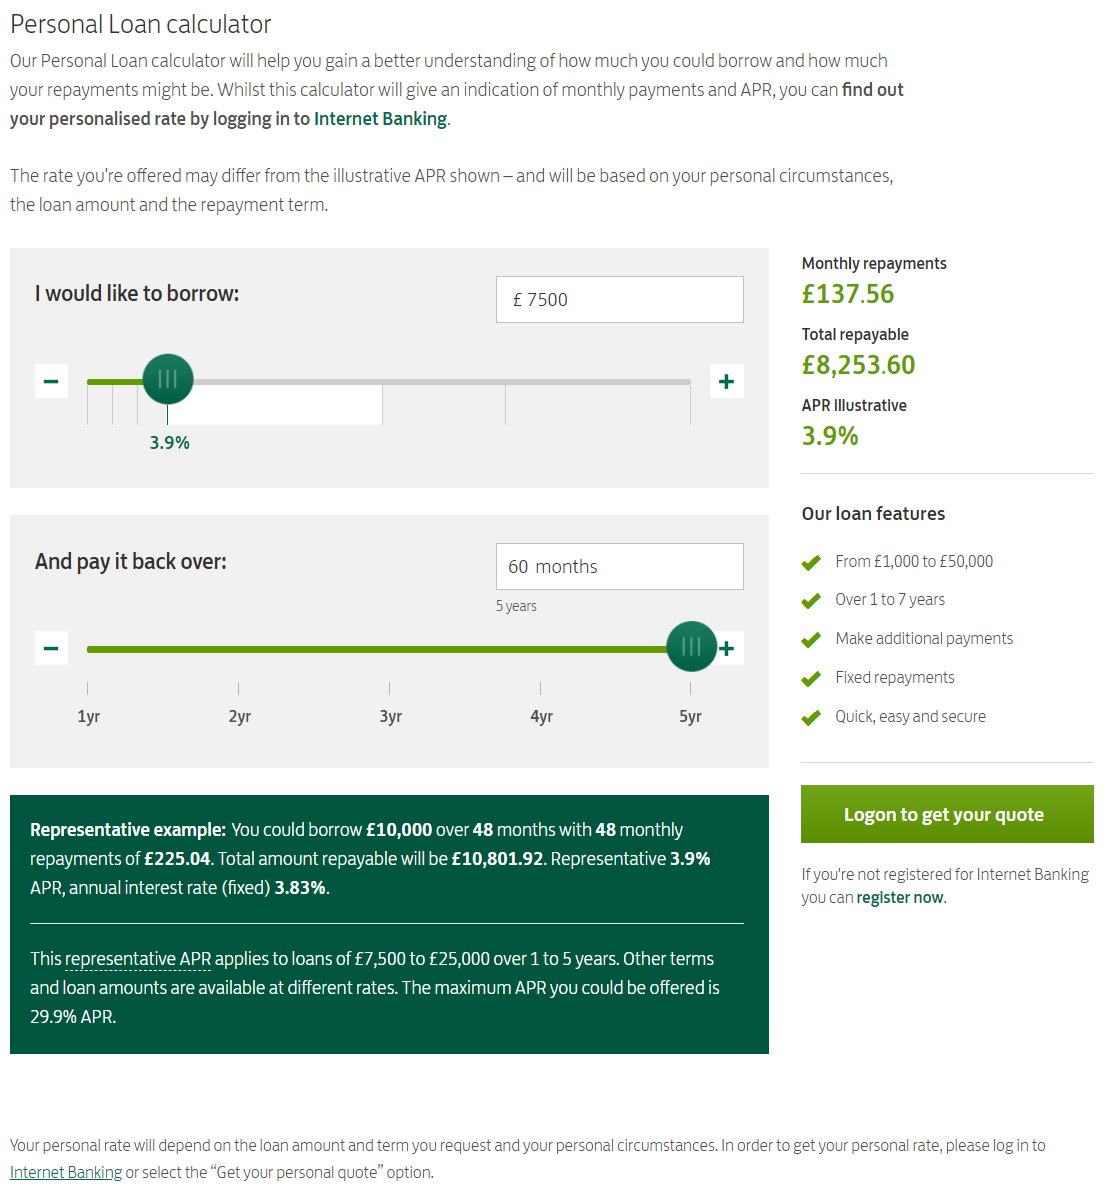 Personal Loan calculator
Our Personal Loan calculator will help you gain a better understanding of how much you could borrow and how much
your repayments might be. Whilst this calculator will give an indication of monthly payments and APR, you can find out
your personalised rate by logging in to Internet Banking.
The rate you're offered may differ from the illustrative APR shown – and will be based on your personal circumstances,
the loan amount and the repayment term.
I would like to borrow:
£ 7500
3.9%
And pay it back over:
60 months
5 years
1yr
2yr
3yr
4yr
5yr
Representative example: You could borrow £10,000 over 48 months with 48 monthly
repayments of £225.04. Total amount repayable will be £10,801.92. Representative 3.9%
APR, annual interest rate (fixed) 3.83%.
This representative APR applies to loans of £7,500 to £25,000 over 1 to 5 years. Other terms
and loan amounts are available at different rates. The maximum APR you could be offered is
29.9% APR.
Monthly repayments
£137.56
Total repayable
£8,253.60
APR illustrative
3.9%
Our loan features
From £1,000 to £50,000
Over 1 to 7 years
Make additional payments
Fixed repayments
Quick, easy and secure
Logon to get your quote
If you're not registered for Internet Banking
you can register now.
Your personal rate will depend on the loan amount and term you request and your personal circumstances. In order to get your personal rate, please log in to
Internet Banking or select the “Get your personal quote” option.